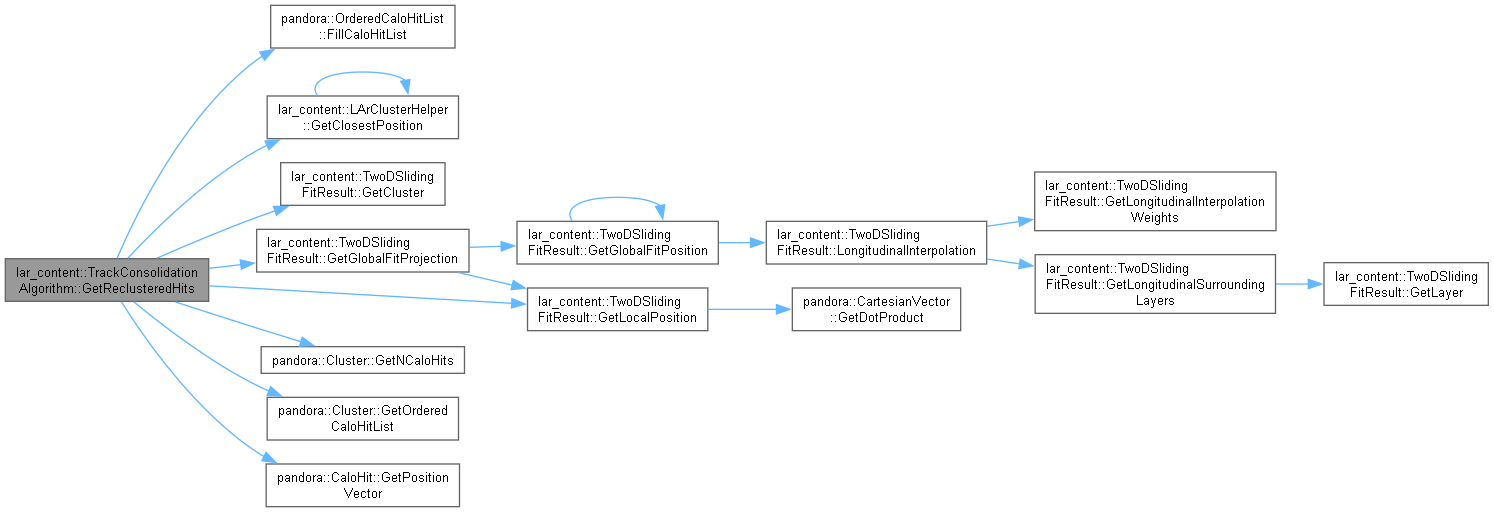 pandora::OrderedCaloHitList
::FillCaloHitList
lar_content::LArClusterHelper
::GetClosestPosition
lar_content::TwoDSliding
FitResult::GetCluster
lar_content::TwoDSliding
FitResult::GetGlobalFitProjection
lar_content::TrackConsolidation
Algorithm::GetReclusteredHits
pandora::Cluster::GetNCaloHits
pandora::Cluster::GetOrdered
CaloHitList
pandora::CaloHit::GetPosition
Vector
lar_content::TwoDSliding
FitResult::GetGlobalFitPosition
lar_content::TwoDSliding
FitResult::GetLocalPosition
lar_content::TwoDSliding
FitResult::LongitudinalInterpolation
pandora::CartesianVector
::GetDotProduct
lar_content::TwoDSliding
FitResult::GetLongitudinalInterpolation
Weights
lar_content::TwoDSliding
FitResult::GetLongitudinalSurrounding
Layers
lar_content::TwoDSliding
FitResult::GetLayer